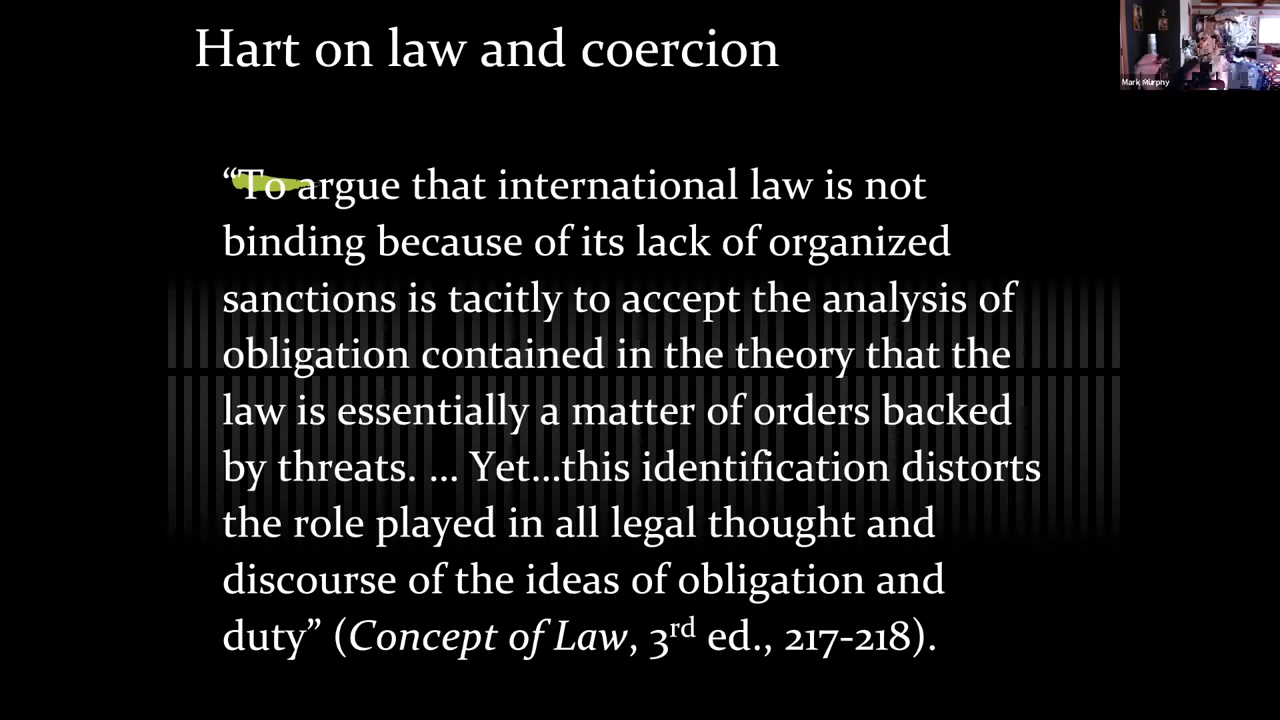 Hart on law and coercion
Mark Murphy
“To argue that international law is not
binding because of its lack of organized
sanctions is tacitly to accept the analysis of
obligation contained in the theory that the
law is essentially a matter of orders backed
by threats. … Yet…this identification distorts
the role played in all legal thought and
discourse of the ideas of obligation and
duty” (Concept of Law, 3rd ed., 217-218).